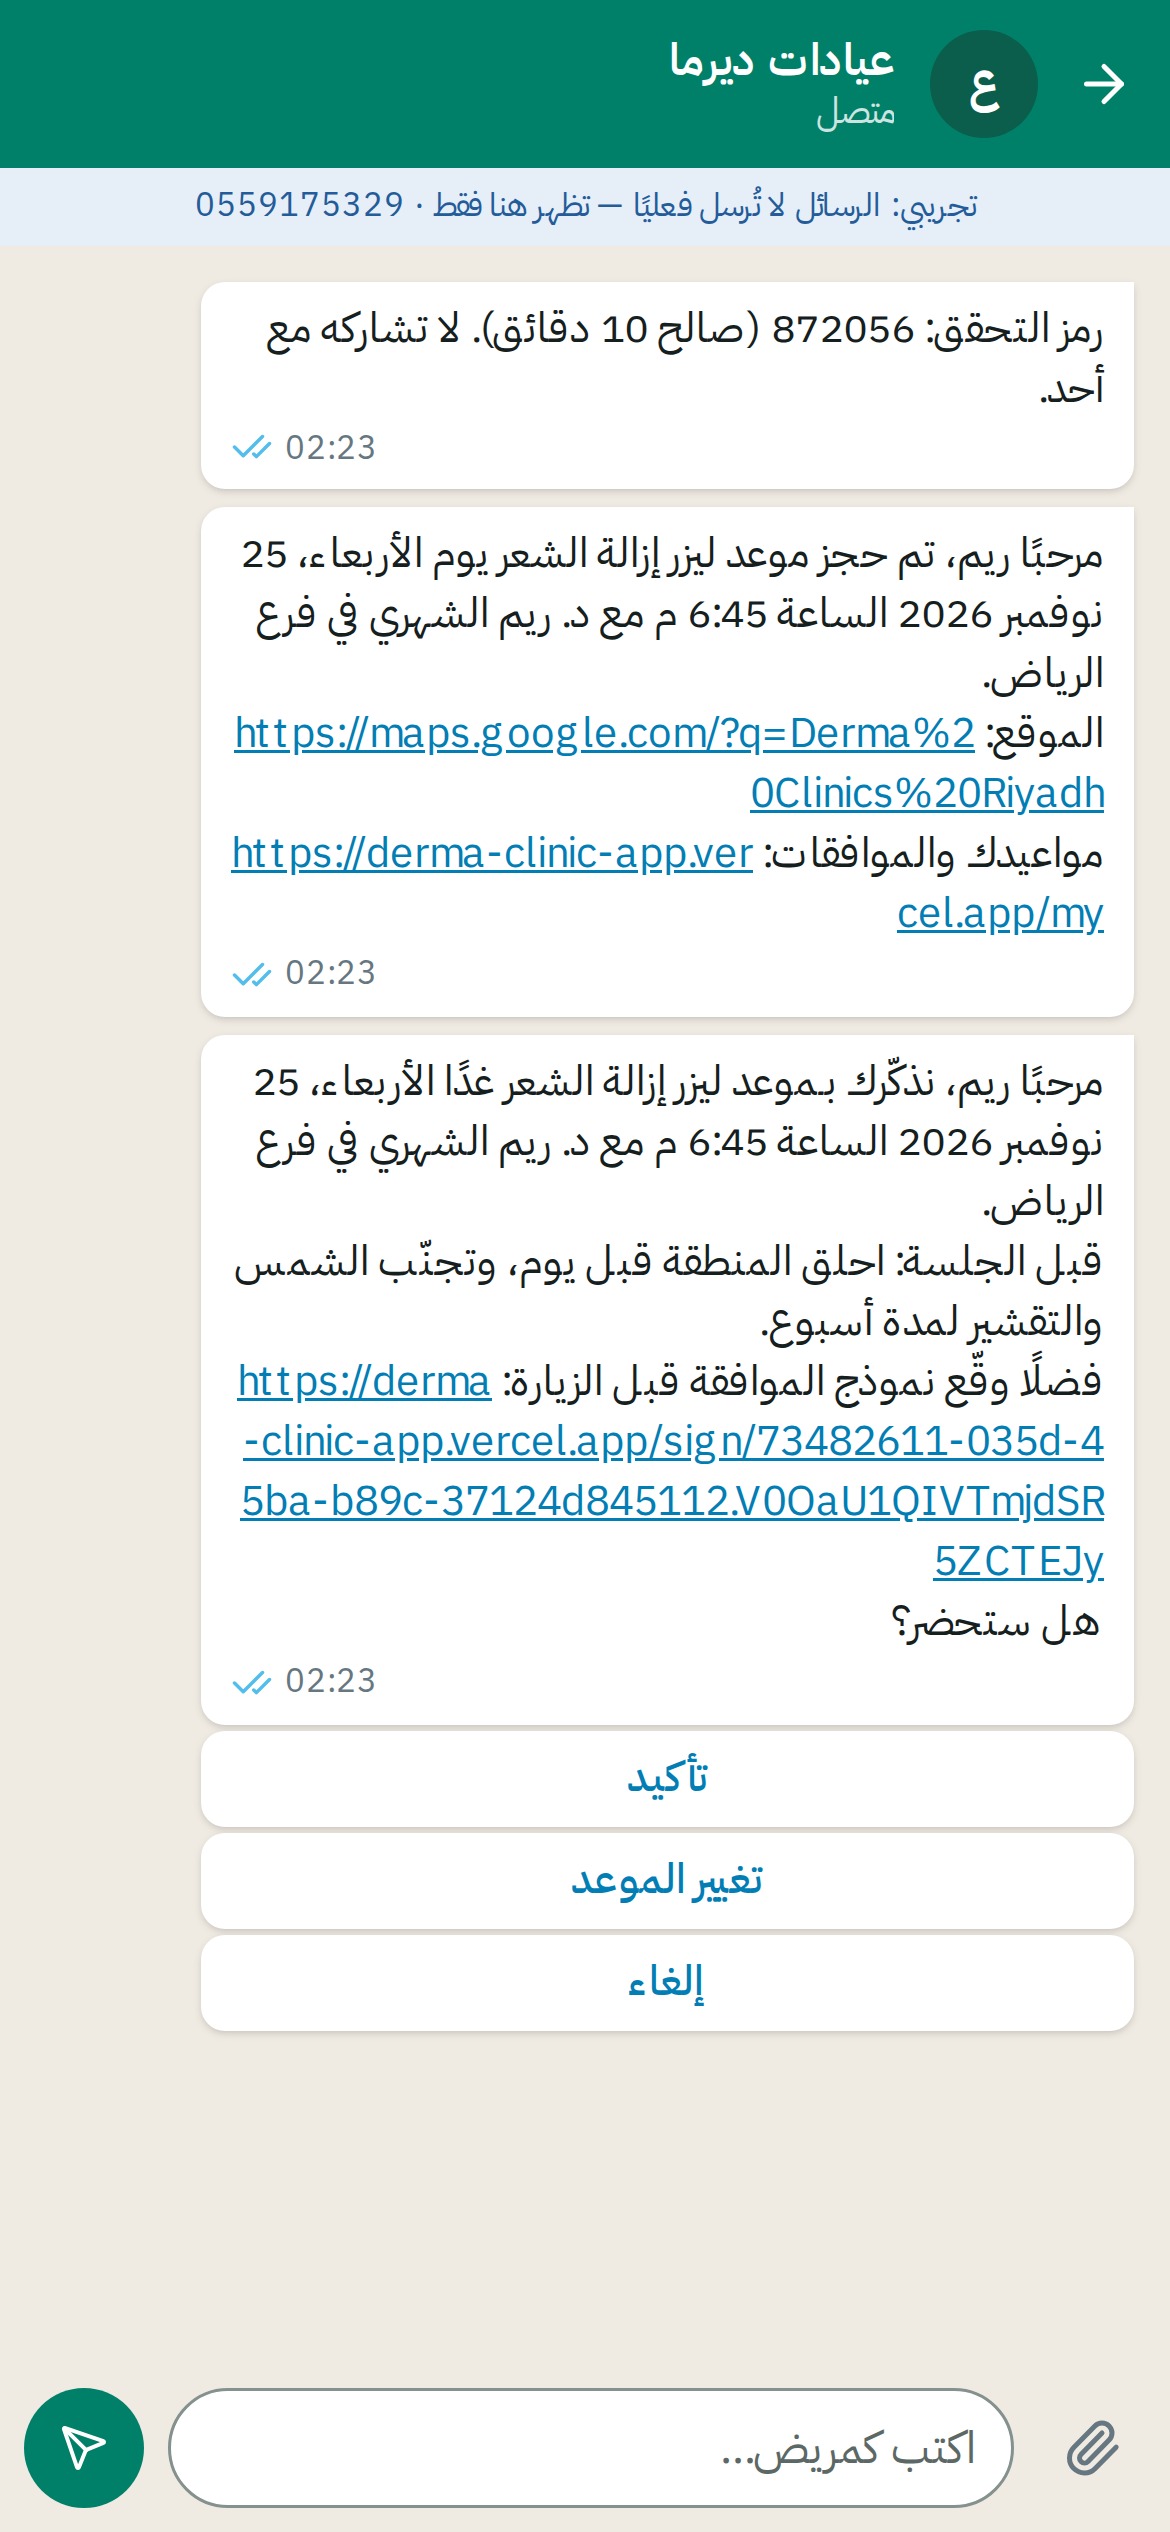 عيادات ديرما
ع
متصل
تجريبي: الرسائل لا تُرسل فعليًا — تظهر هنا فقط · 0559175329
رمز التحقق: 872056 (صالح 10 دقائق). لا تشاركه مع
أحد.
02:23
مرحبًا ريم، تم حجز موعد ليزر إزالة الشعر يوم الأربعاء، 25
نوفمبر 2026 الساعة 6:45 م مع د. ريم الشهري في فرع
الرياض.
الموقع: https://maps.google.com/?q=Derma%2
0Clinics%20Riyadh
مواعيدك والموافقات: https://derma-clinic-app.ver
cel.app/my
02:23
مرحبًا ريم، نذكّرك بموعد ليزر إزالة الشعر غدًا الأربعاء، 25
نوفمبر 2026 الساعة 6:45 م مع د. ريم الشهري في فرع
الرياض.
قبل الجلسة: احلق المنطقة قبل يوم، وتجنّب الشمس
والتقشير لمدة أسبوع.
فضلًا وقّع نموذج الموافقة قبل الزيارة: https://derma
-clinic-app.vercel.app/sign/73482611-035d-4
5ba-b89c-37124d845112.V0OaU1QIVTmjdSR
5ZCTEJy
هل ستحضر؟
02:23
تأكيد
تغيير الموعد
إلغاء
اكتب كمريض...